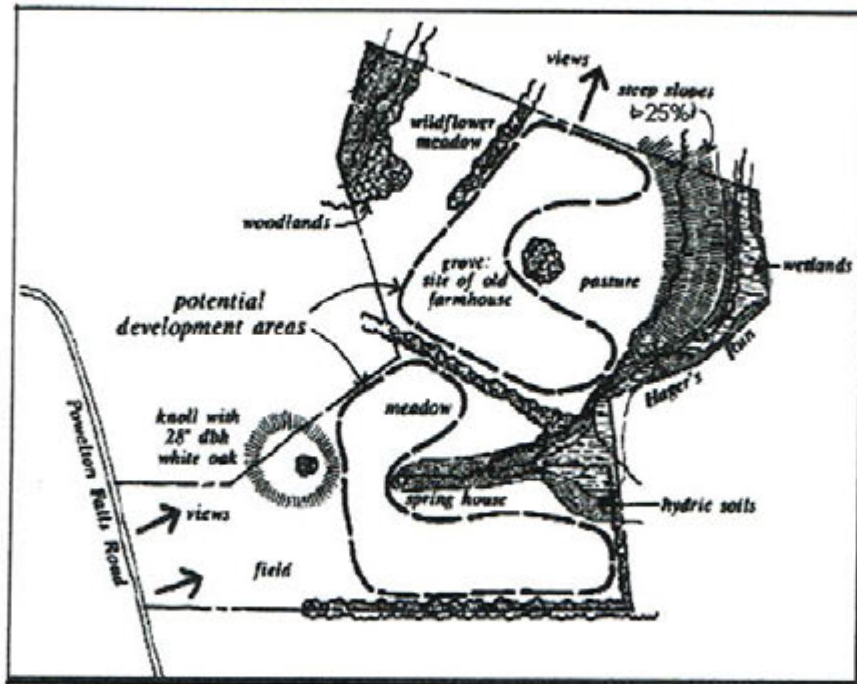 views
steep slopes
(>25%)
wildflower
meadow
woodlands
wetlands
grove:
site of old
farmhouse
pasture
potential
development areas
Hager's Run
meadow
knoll with
28" dbh
white oak
spring house
hydric soils
views
field
Powelson Falls Road